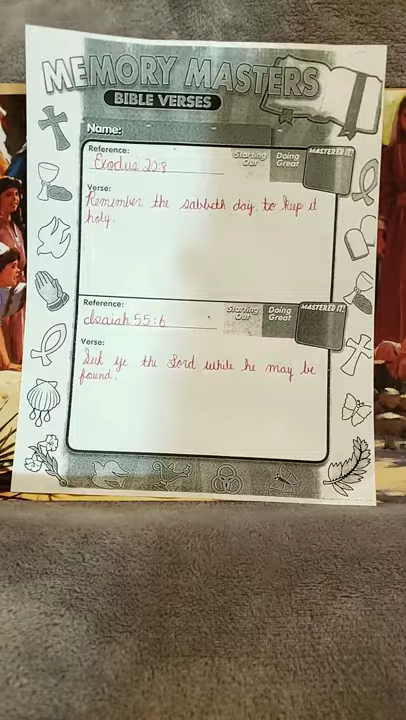 MEMORY MASTERS
BIBLE VERSES
Name:
Reference:
Exodus 20:8
Starting Out
Doing Great
MASTERED IT!
Verse:
Remember the sabbath day, to keep it
holy.
Reference:
Isaiah 55:6
Starting Out
Doing Great
MASTERED IT!
Verse:
Seek ye the Lord while he may be
found,